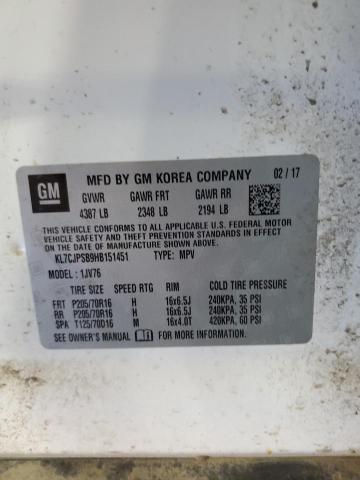 GM
MFD BY GM KOREA COMPANY 02/17
GVWR GAWR FRT GAWR RR
4387 LB 2348 LB 2194 LB
THIS VEHICLE CONFORMS TO ALL APPLICABLE U.S. FEDERAL MOTOR
VEHICLE SAFETY, BUMPER, AND THEFT PREVENTION STANDARDS
IN EFFECT ON THE DATE OF MANUFACTURE SHOWN ABOVE.
KL7CJPSB9HB151451 TYPE: MPV
MODEL: 1JV76
TIRE SIZE SPEED RTG RIM COLD TIRE PRESSURE
FRT P205/70R16 H 16x6.5J 240KPA, 35 PSI
RR P205/70R16 H 16x6.5J 240KPA, 35 PSI
SPA T125/70D16 M 16x4.0T 420KPA, 60 PSI
SEE OWNER'S MANUAL FOR MORE INFORMATION.